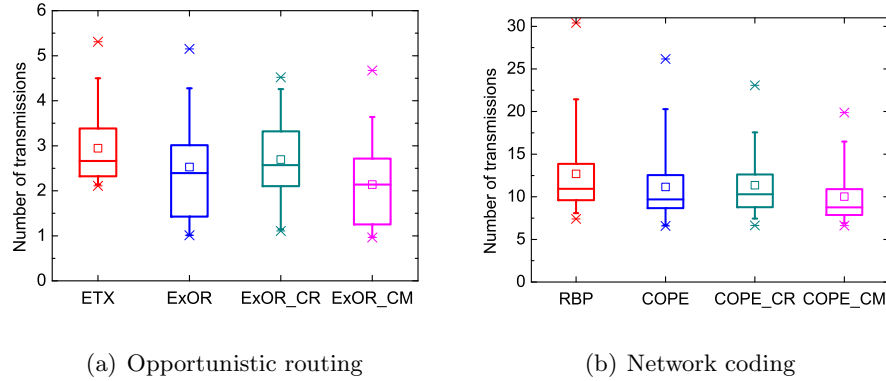 6
5
4
3
2
1
0
Number of transmissions
ETX
ExOR
ExOR_CR
ExOR_CM
(a) Opportunistic routing
30
25
20
15
10
5
0
Number of transmissions
RBP
COPE
COPE_CR
COPE_CM
(b) Network coding